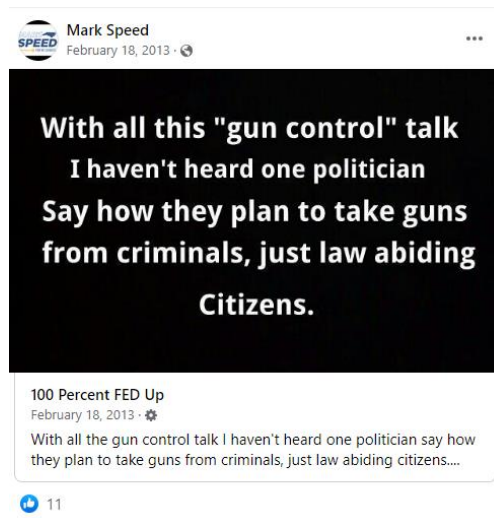 SPEED
Mark Speed
February 18, 2013 ·
With all this "gun control" talk
I haven't heard one politician
Say how they plan to take guns
from criminals, just law abiding
Citizens.
100 Percent FED Up
February 18, 2013 ·
With all the gun control talk I haven't heard one politician say how
they plan to take guns from criminals, just law abiding citizens....
11